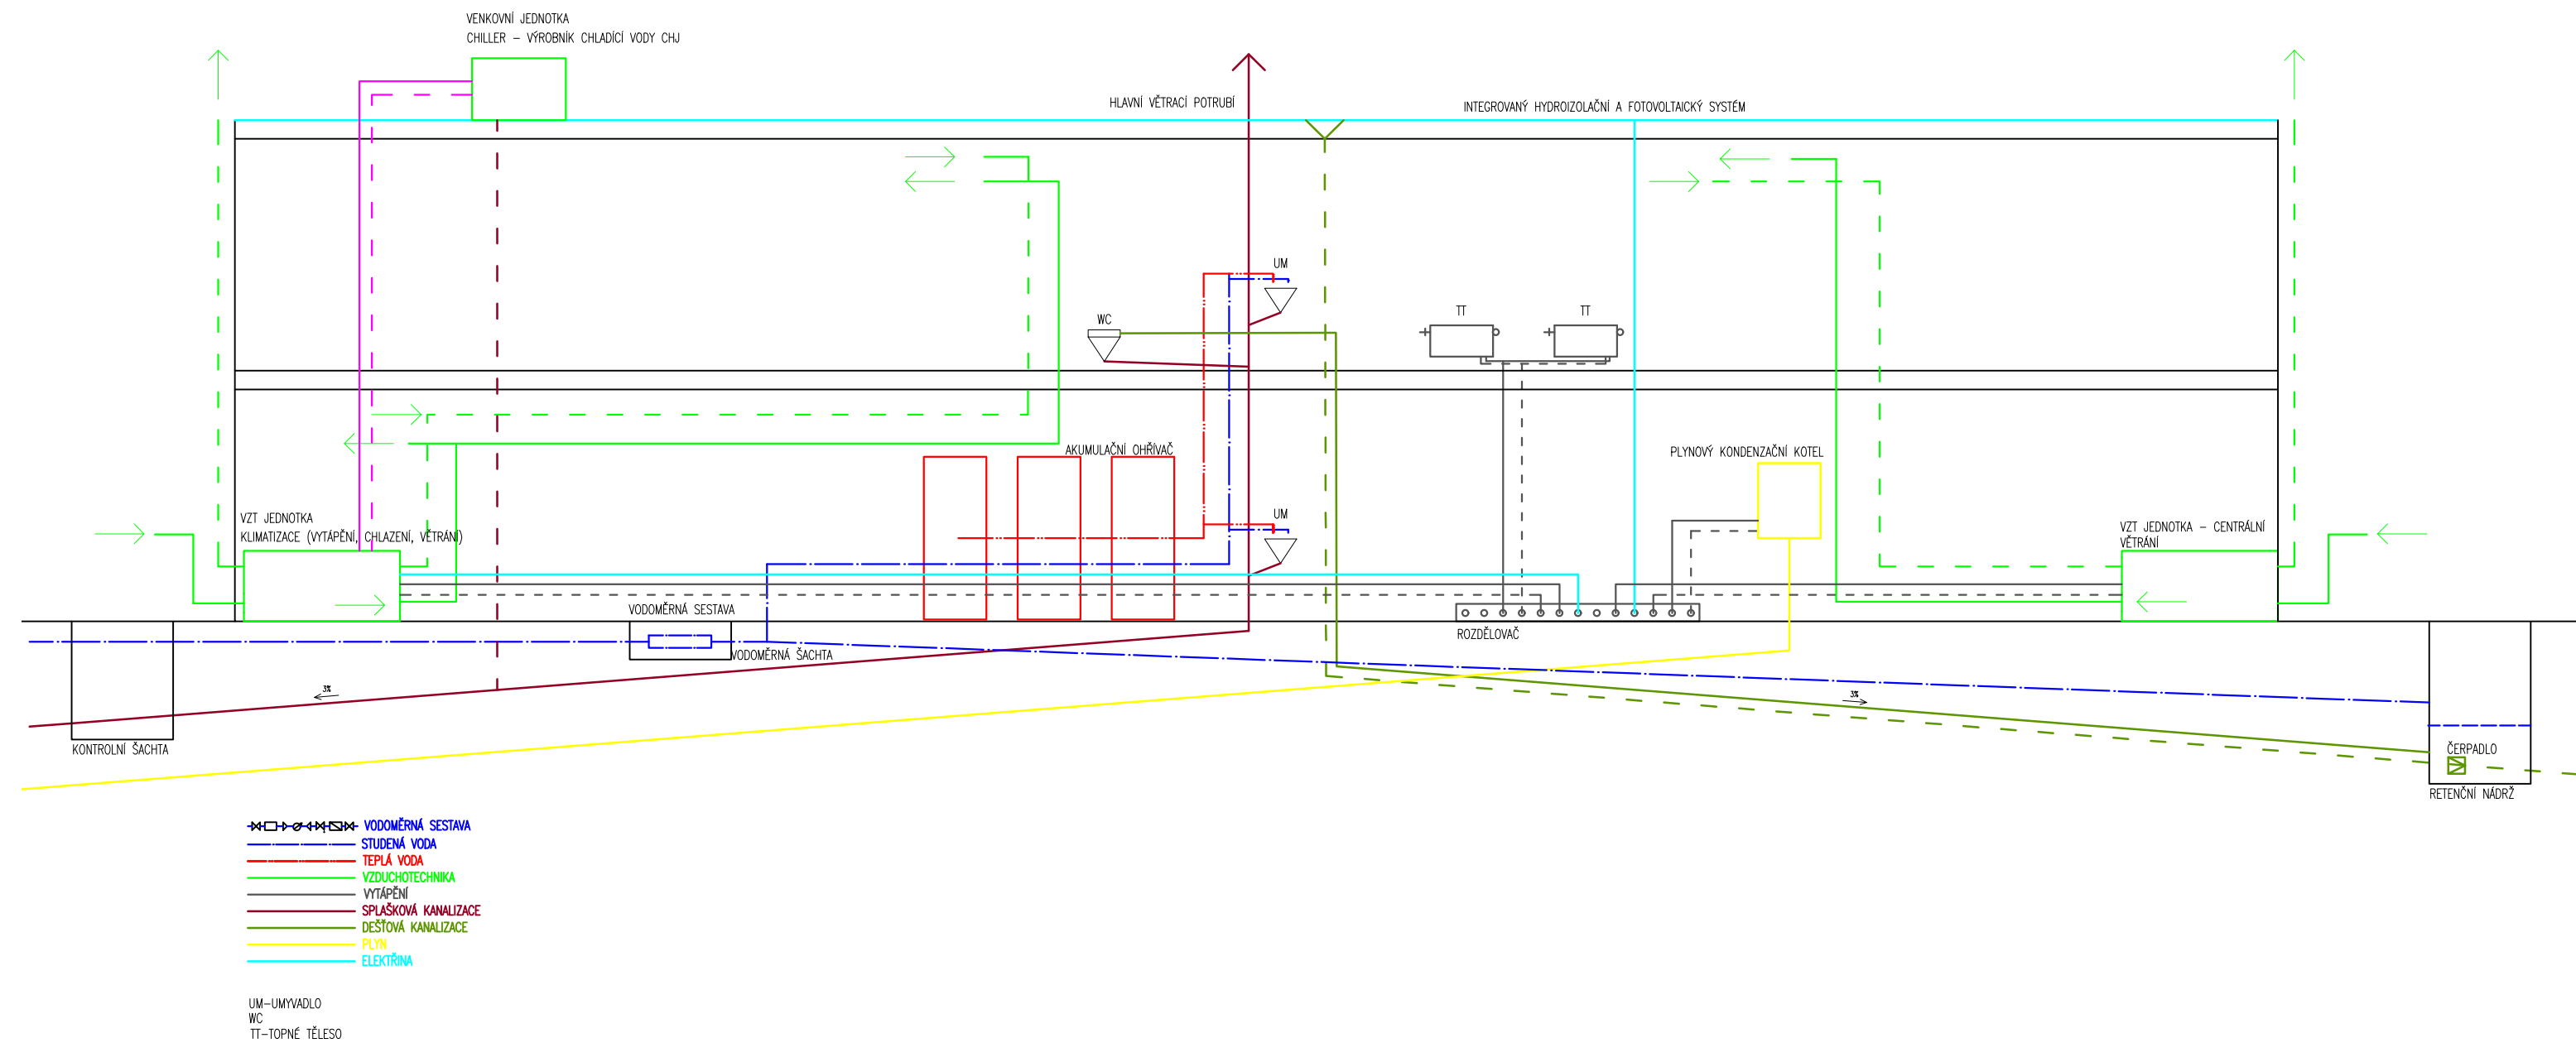 VENKOVNÍ JEDNOTKA
CHILLER – VÝROBNÍK CHLADÍCÍ VODY CHJ
HLAVNÍ VĚTRACÍ POTRUBÍ
INTEGROVANÝ HYDROIZOLAČNÍ A FOTOVOLTAICKÝ SYSTÉM
UM
WC
TT
TT
AKUMULAČNÍ OHŘÍVAČ
PLYNOVÝ KONDENZAČNÍ KOTEL
VZT JEDNOTKA
KLIMATIZACE (VYTÁPĚNÍ, CHLAZENÍ, VĚTRÁNÍ)
UM
VZT JEDNOTKA – CENTRÁLNÍ
VĚTRÁNÍ
VODOMĚRNÁ SESTAVA
ROZDĚLOVAČ
VODOMĚRNÁ ŠACHTA
3%
3%
KONTROLNÍ ŠACHTA
ČERPADLO
RETENČNÍ NÁDRŽ
VODOMĚRNÁ SESTAVA
STUDENÁ VODA
TEPLÁ VODA
VZDUCHOTECHNIKA
VYTÁPĚNÍ
SPLAŠKOVÁ KANALIZACE
DEŠŤOVÁ KANALIZACE
PLYN
ELEKTŘINA
UM–UMYVADLO
WC
TT–TOPNÉ TĚLESO